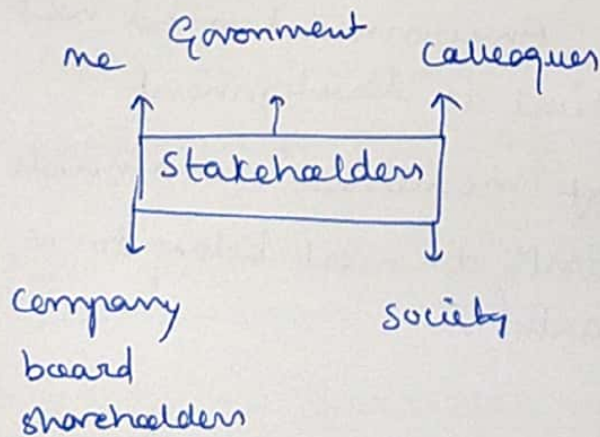 me Govornment Calleagues
Stakehalders
Company society
board
sharehalders